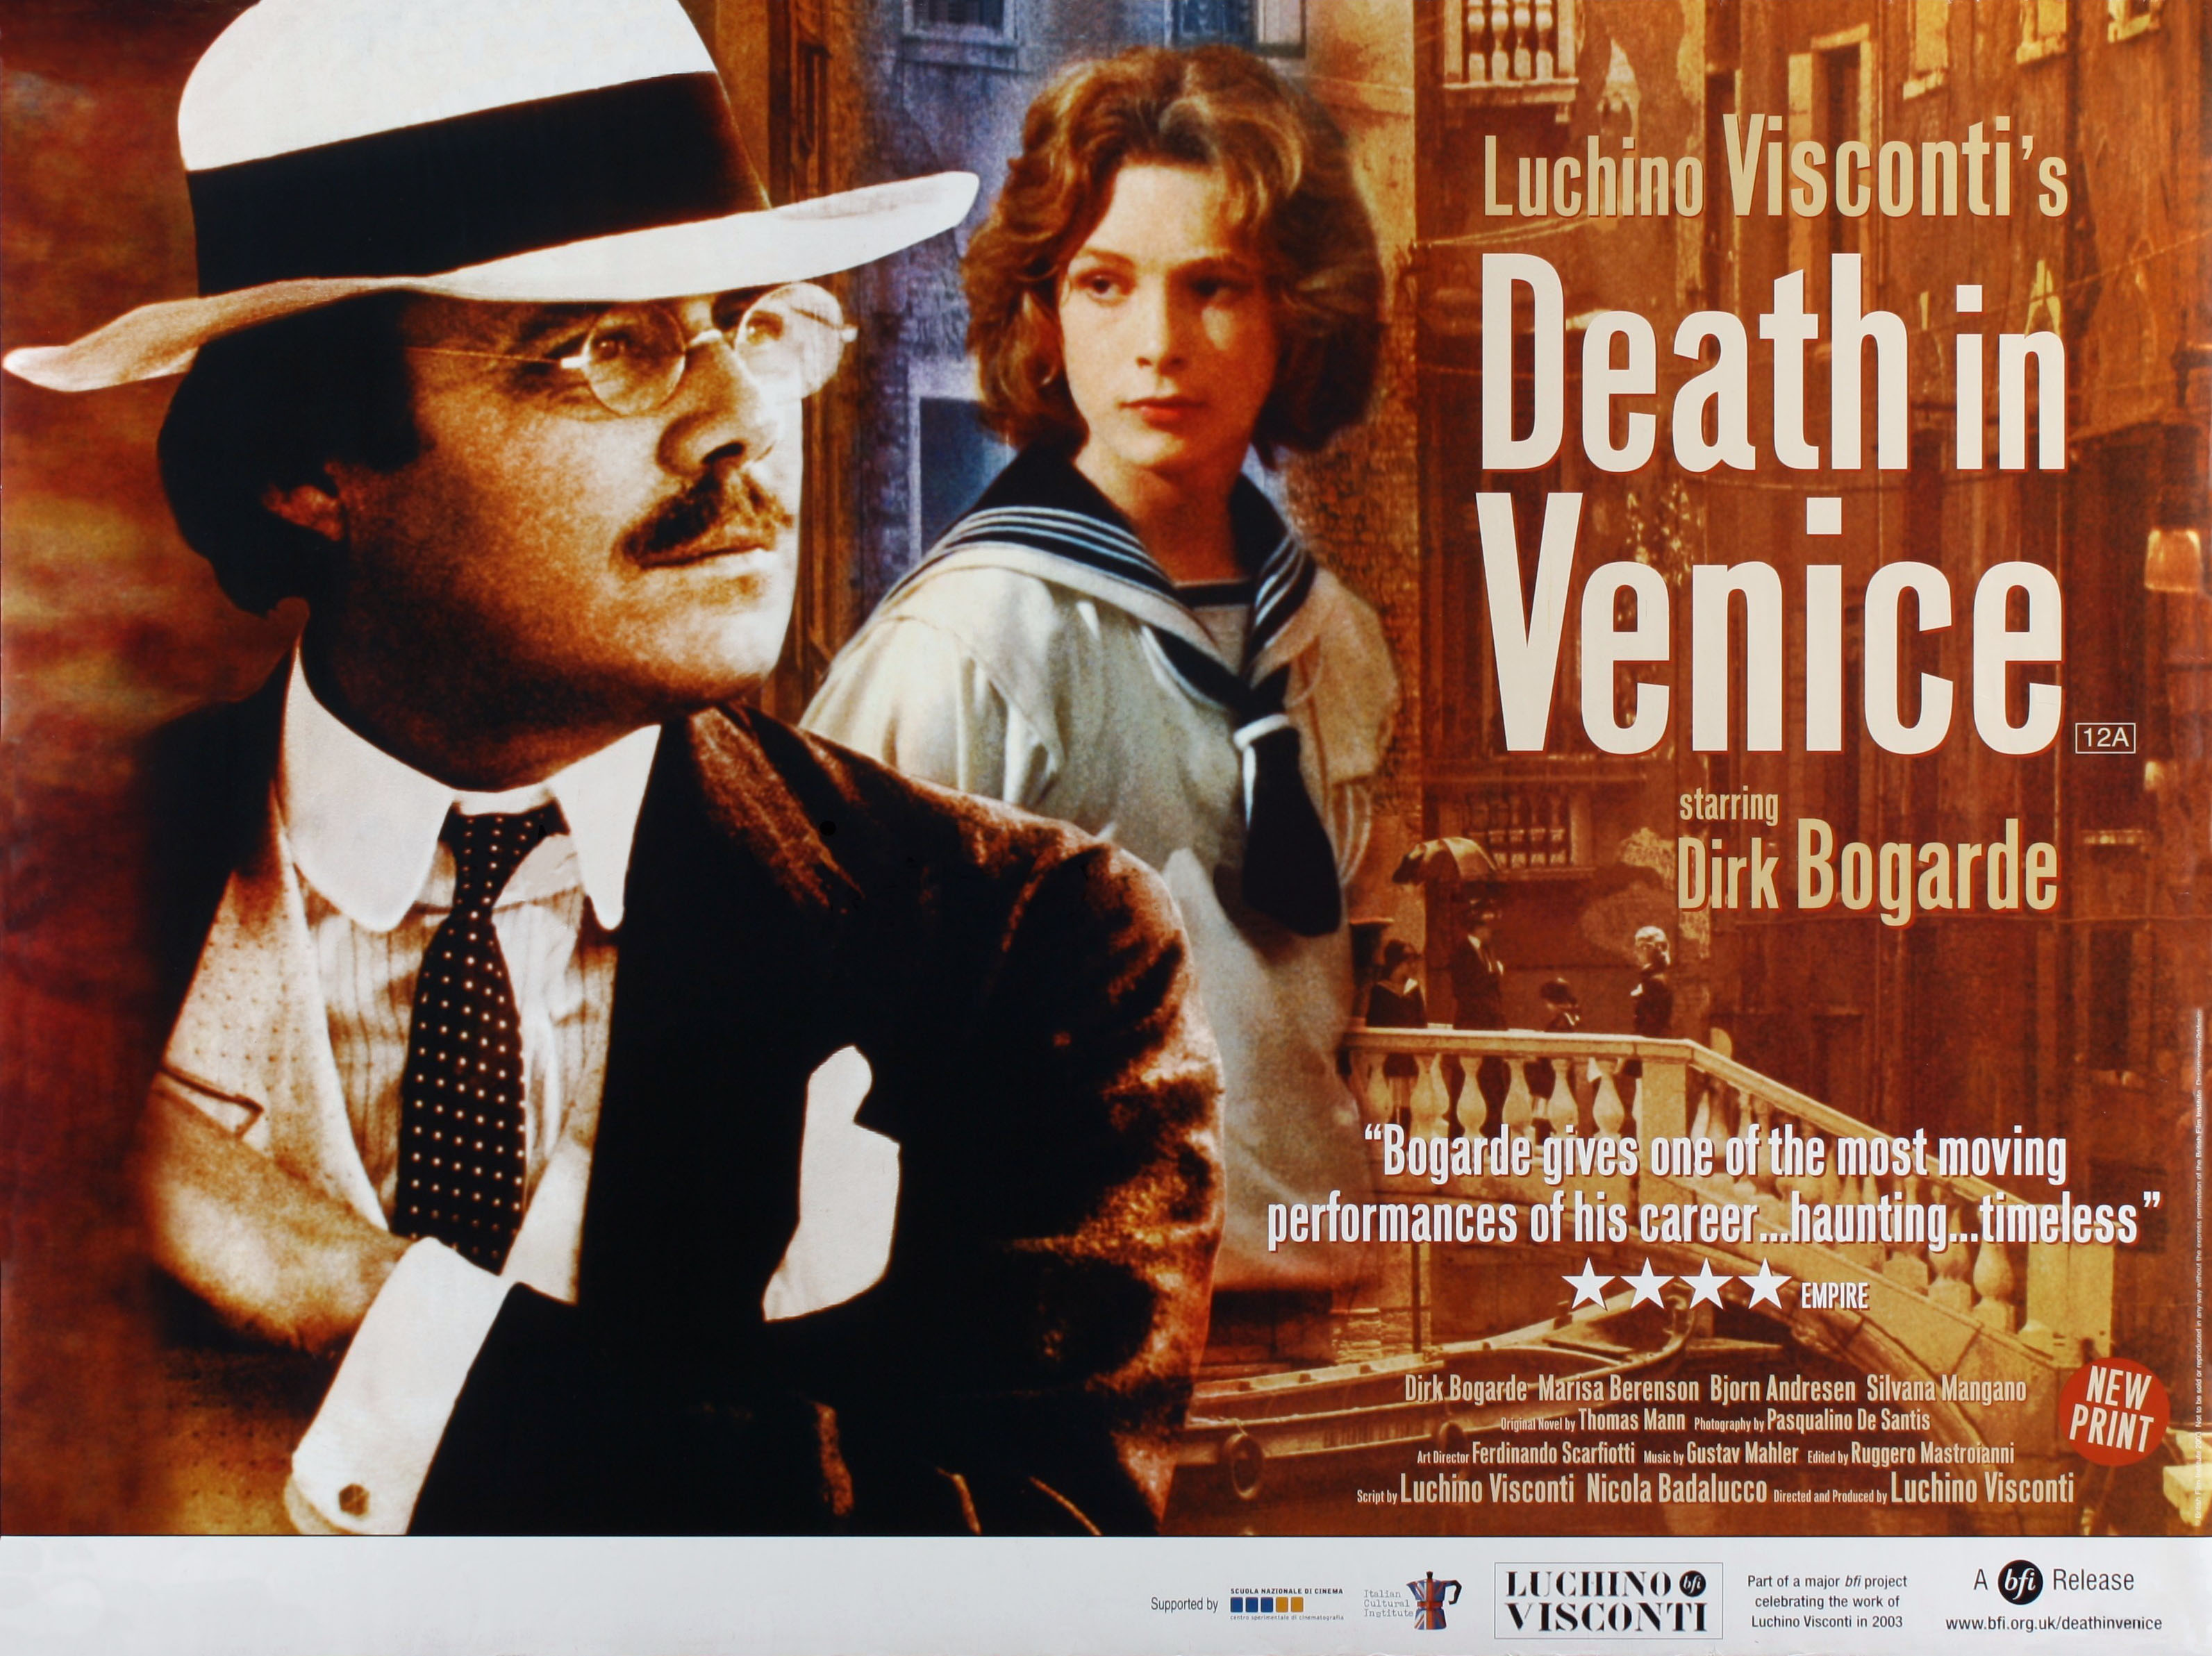 Luchino Visconti's
Death in
Venice
12A
starring
Dirk Bogarde
“Bogarde gives one of the most moving
performances of his career...haunting...timeless”
EMPIRE
Dirk Bogarde Marisa Berenson Bjorn Andresen Silvana Mangano
Original Novel by Thomas Mann Photography by Pasqualino De Santis
Art Director Ferdinando Scarfiotti Music by Gustav Mahler Edited by Ruggero Mastroianni
Script by Luchino Visconti Nicola Badalucco Directed and Produced by Luchino Visconti
NEW
PRINT
Supported by
SCUOLA NAZIONALE DI CINEMA
centro sperimentale di cinematografia
Italian
Cultural
Institute
LUCHINO bfi
VISCONTI
Part of a major bfi project
celebrating the work of
Luchino Visconti in 2003
A bfi Release
www.bfi.org.uk/deathinvenice